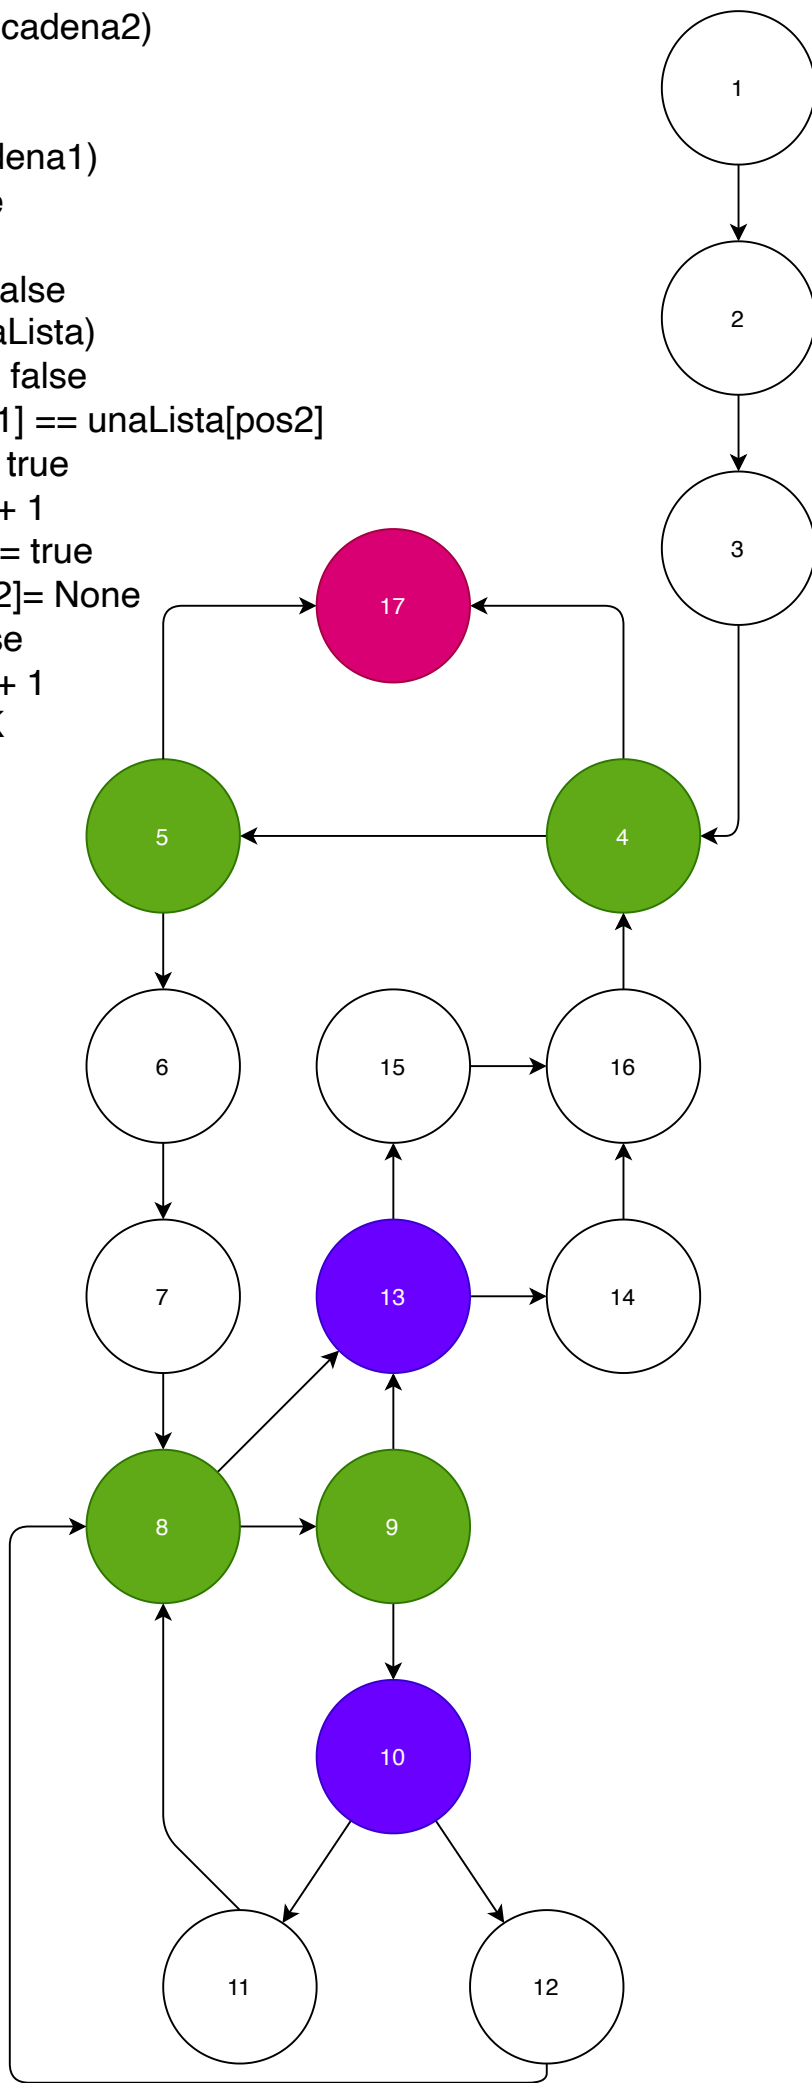 cadena2)
dena1)
e
alse
aLista)
false
1] == unaLista[pos2]
true
+ 1
= true
2]= None
se
+ 1
1
2
3
17
5
4
6
15
16
7
13
14
8
9
10
11
12